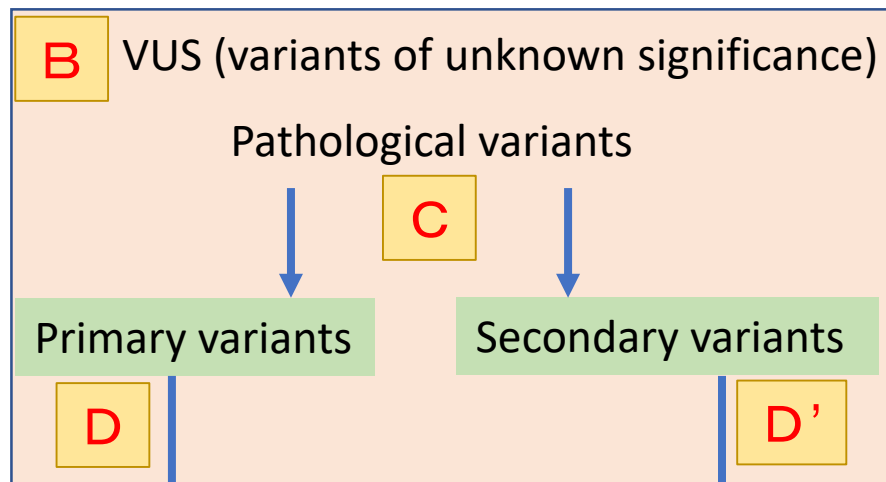 B VUS (variants of unknown significance)
Pathological variants
C
Primary variants Secondary variants
D D'